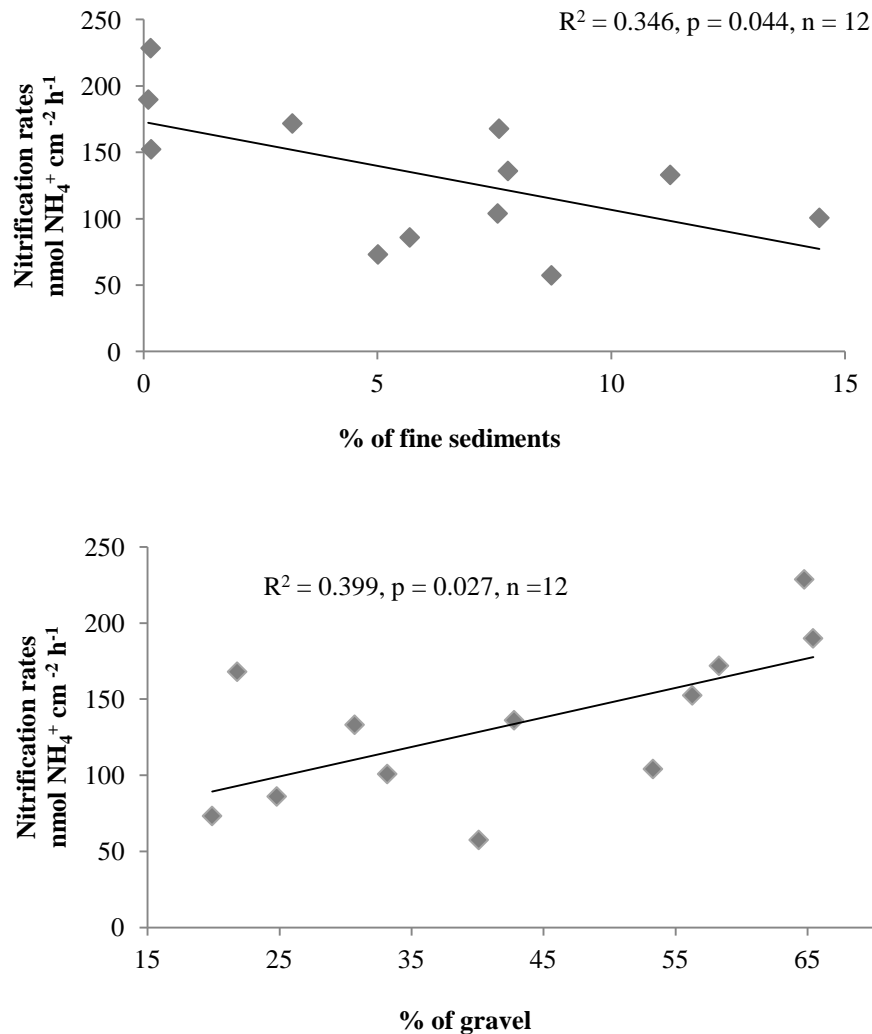 R² = 0.346, p = 0.044, n = 12
Nitrification rates
nmol NH₄⁺ cm ⁻² h⁻¹
250
200
150
100
50
0
0 5 10 15
% of fine sediments
R² = 0.399, p = 0.027, n =12
Nitrification rates
nmol NH₄⁺ cm ⁻² h⁻¹
250
200
150
100
50
0
15 25 35 45 55 65
% of gravel